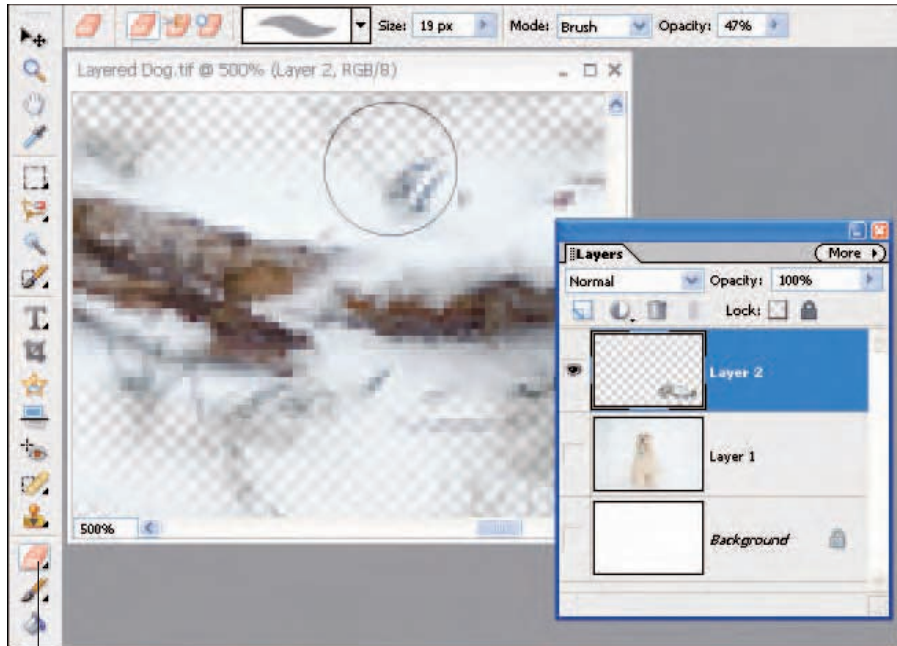 Size: 19 px Mode: Brush Opacity: 47%
Layered Dog.tif @ 500% (Layer 2, RGB/8)
Layers More
Normal Opacity: 100%
Lock:
Layer 2
Layer 1
500%
Background